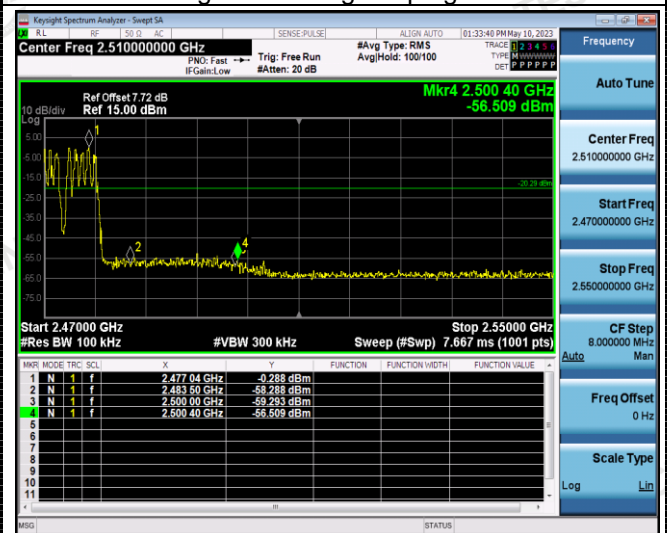 Keysight Spectrum Analyzer - Swept SA
RL RF 50 Ω AC SENSE:PULSE ALIGN AUTO 01:33:40 PM May 10, 2023
Center Freq 2.510000000 GHz #Avg Type: RMS TRACE 1 2 3 4 5 6
PNO: Fast Trig: Free Run Avg|Hold: 100/100 TYPE M WWWWW
IFGain:Low #Atten: 20 dB DET P P P P P P
Mkr4 2.500 40 GHz
Ref Offset 7.72 dB
10 dB/div Ref 15.00 dBm -56.509 dBm
Log
5.00
-5.00
-15.0
-20.29 dBm
-25.0
-35.0
-45.0
-55.0
-65.0
-75.0
1
2
4
Start 2.47000 GHz Stop 2.55000 GHz
#Res BW 100 kHz #VBW 300 kHz Sweep (#Swp) 7.667 ms (1001 pts)
MKR MODE TRC SCL X Y FUNCTION FUNCTION WIDTH FUNCTION VALUE
1 N 1 f 2.477 04 GHz -0.288 dBm
2 N 1 f 2.483 50 GHz -58.288 dBm
3 N 1 f 2.500 00 GHz -59.293 dBm
4 N 1 f 2.500 40 GHz -56.509 dBm
5
6
7
8
9
10
11
MSG STATUS
Frequency
Auto Tune
Center Freq
2.510000000 GHz
Start Freq
2.470000000 GHz
Stop Freq
2.550000000 GHz
CF Step
8.000000 MHz
Auto Man
Freq Offset
0 Hz
Scale Type
Log Lin